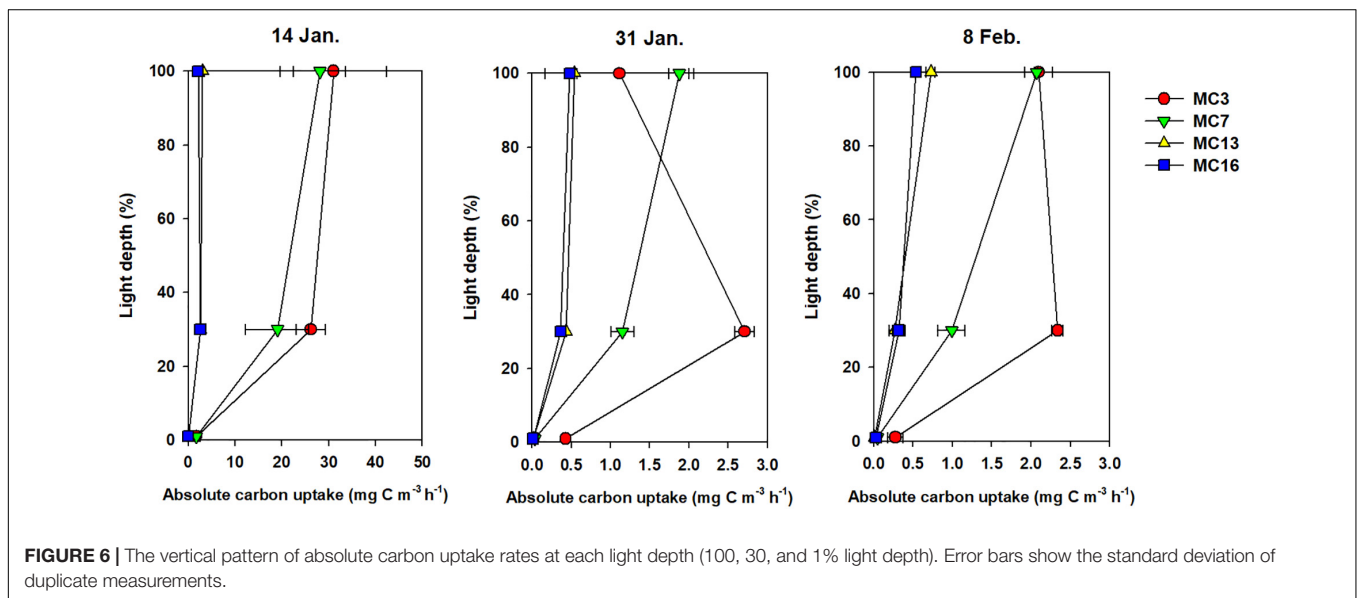 14 Jan.
31 Jan.
8 Feb.
Light depth (%)
100
80
60
40
20
0
0 10 20 30 40 50
Absolute carbon uptake (mg C m⁻³ h⁻¹)
Light depth (%)
100
80
60
40
20
0
0.0 0.5 1.0 1.5 2.0 2.5 3.0
Absolute carbon uptake (mg C m⁻³ h⁻¹)
Light depth (%)
100
80
60
40
20
0
0.0 0.5 1.0 1.5 2.0 2.5 3.0
Absolute carbon uptake (mg C m⁻³ h⁻¹)
MC3
MC7
MC13
MC16
FIGURE 6 | The vertical pattern of absolute carbon uptake rates at each light depth (100, 30, and 1% light depth). Error bars show the standard deviation of
duplicate measurements.